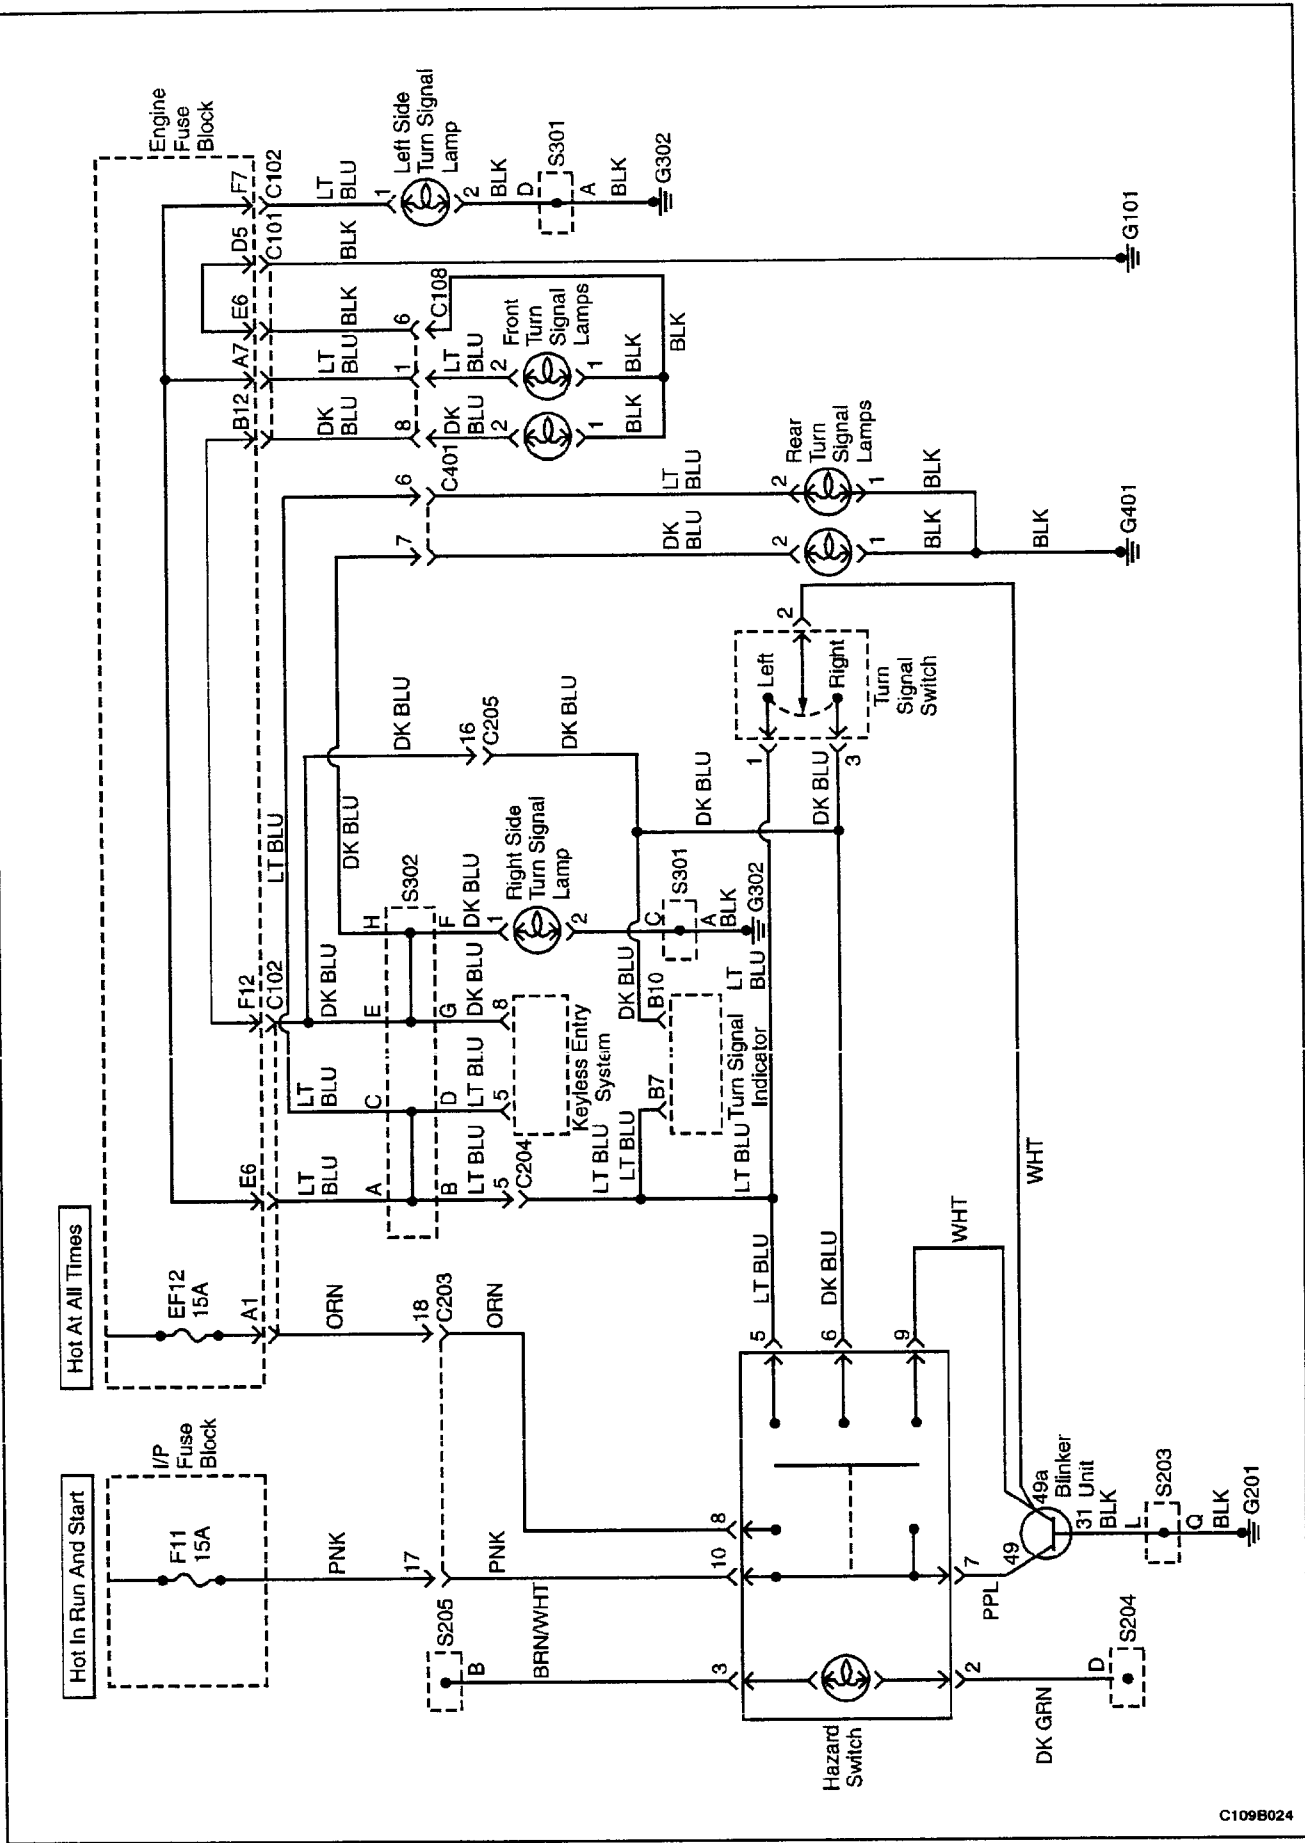 Hot In Run And Start
Hot At All Times
I/P
Fuse
Block
F11
15A
EF12
15A
Engine
Fuse
Block
A1
E6
F12
C102
B12
A7
E6
D5
C101
F7
C102
PNK
ORN
LT
BLU
LT
BLU
DK BLU
LT BLU
DK
BLU
LT
BLU
BLK
BLK
LT
BLU
17
18
C203
A
C
E
H
S302
B
D
G
F
DK BLU
DK BLU
16
C205
DK BLU
7
6
C401
8
1
6
C108
DK
BLU
LT
BLU
2
2
Front
Turn
Signal
Lamps
1
1
BLK
BLK
BLK
1
Left Side
Turn Signal
Lamp
2
BLK
D
S301
A
BLK
G302
G101
S205
B
BRN/WHT
PNK
ORN
LT BLU
LT BLU
DK BLU
DK BLU
5
C204
5
8
1
Right Side
Turn Signal
Lamp
2
Keyless Entry
System
LT BLU
LT BLU
DK BLU
B7
B10
Turn Signal
Indicator
C
S301
A
BLK
G302
LT BLU
LT
BLU
DK BLU
DK BLU
DK
BLU
LT
BLU
2
2
Rear
Turn
Signal
Lamps
1
1
BLK
BLK
BLK
G401
1
3
Left
Right
2
Turn
Signal
Switch
3
10
8
5
6
9
LT BLU
DK BLU
WHT
WHT
Hazard
Switch
2
7
DK GRN
PPL
49
49a
Blinker
Unit
31
BLK
L
S203
Q
BLK
G201
D
S204
C109B024